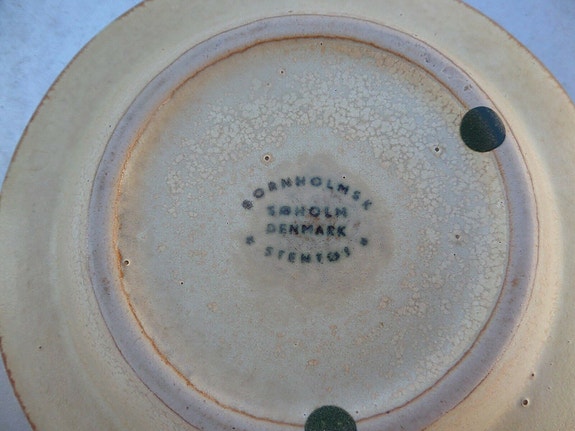 BORNHOLMSK
SØHOLM
DENMARK
* STENTØJ *